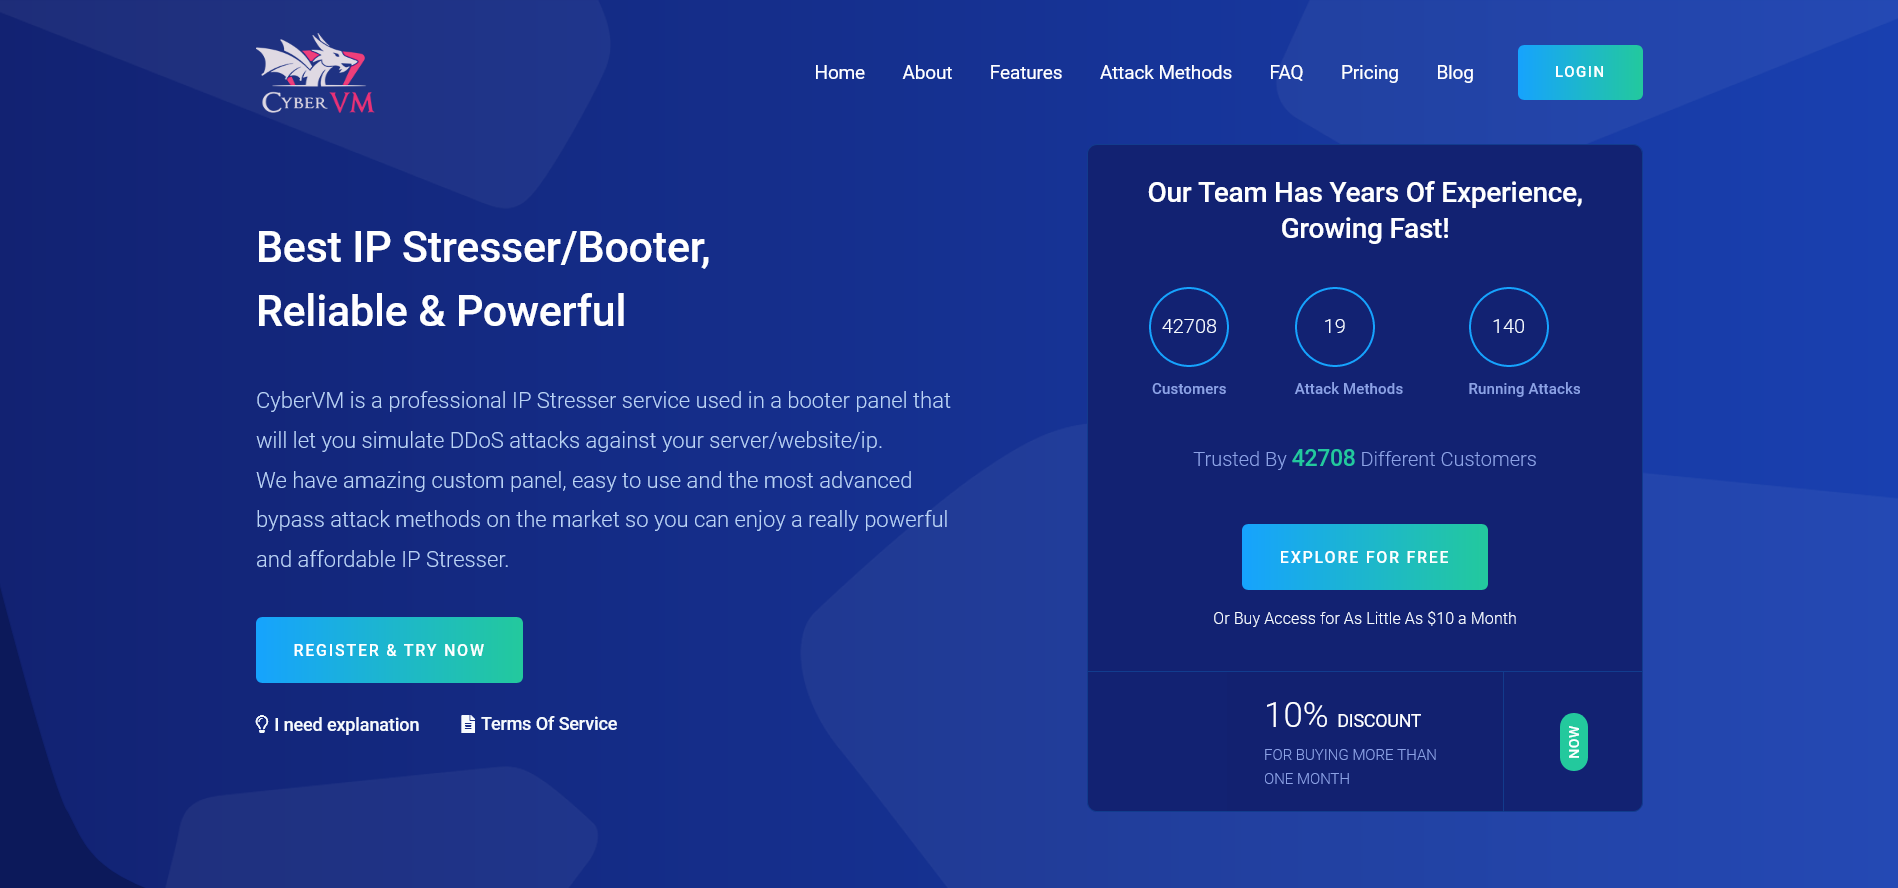 CYBER VM
Home About Features Attack Methods FAQ Pricing Blog LOGIN
Best IP Stresser/Booter,
Reliable & Powerful
CyberVM is a professional IP Stresser service used in a booter panel that
will let you simulate DDoS attacks against your server/website/ip.
We have amazing custom panel, easy to use and the most advanced
bypass attack methods on the market so you can enjoy a really powerful
and affordable IP Stresser.
REGISTER & TRY NOW
I need explanation Terms Of Service
Our Team Has Years Of Experience,
Growing Fast!
42708 19 140
Customers Attack Methods Running Attacks
Trusted By 42708 Different Customers
EXPLORE FOR FREE
Or Buy Access for As Little As $10 a Month
10% DISCOUNT
FOR BUYING MORE THAN
ONE MONTH
NOW